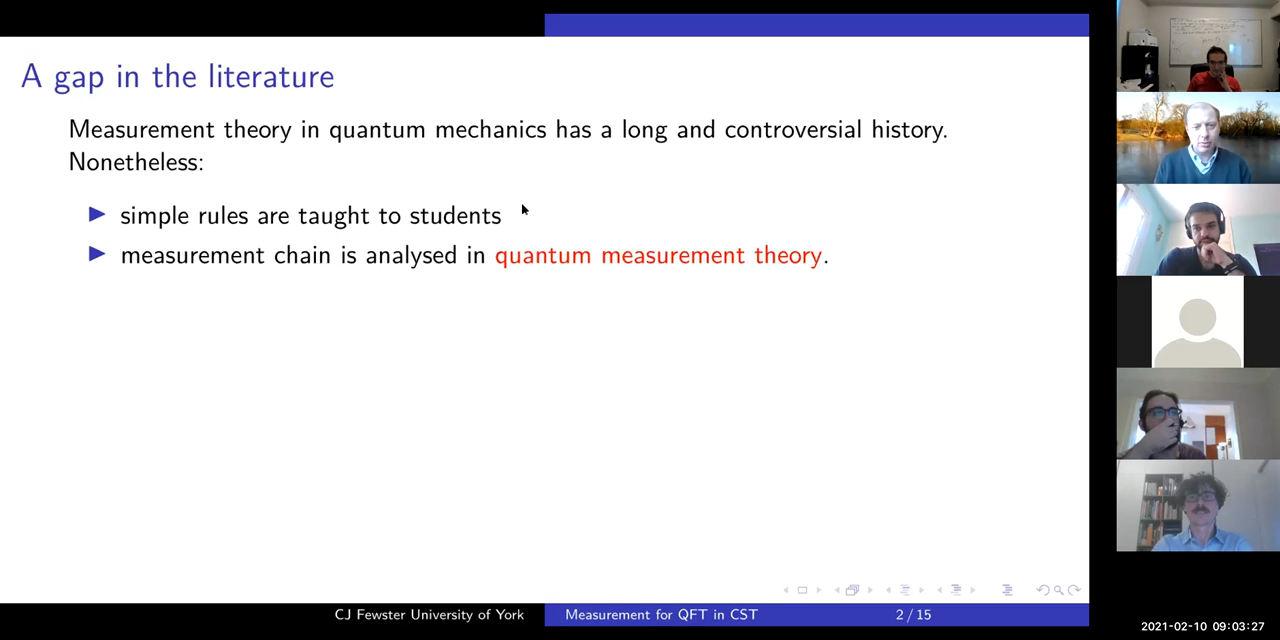 A gap in the literature
Measurement theory in quantum mechanics has a long and controversial history.
Nonetheless:
simple rules are taught to students
measurement chain is analysed in quantum measurement theory.
CJ Fewster University of York
Measurement for QFT in CST
2 / 15
2021-02-10 09:03:27